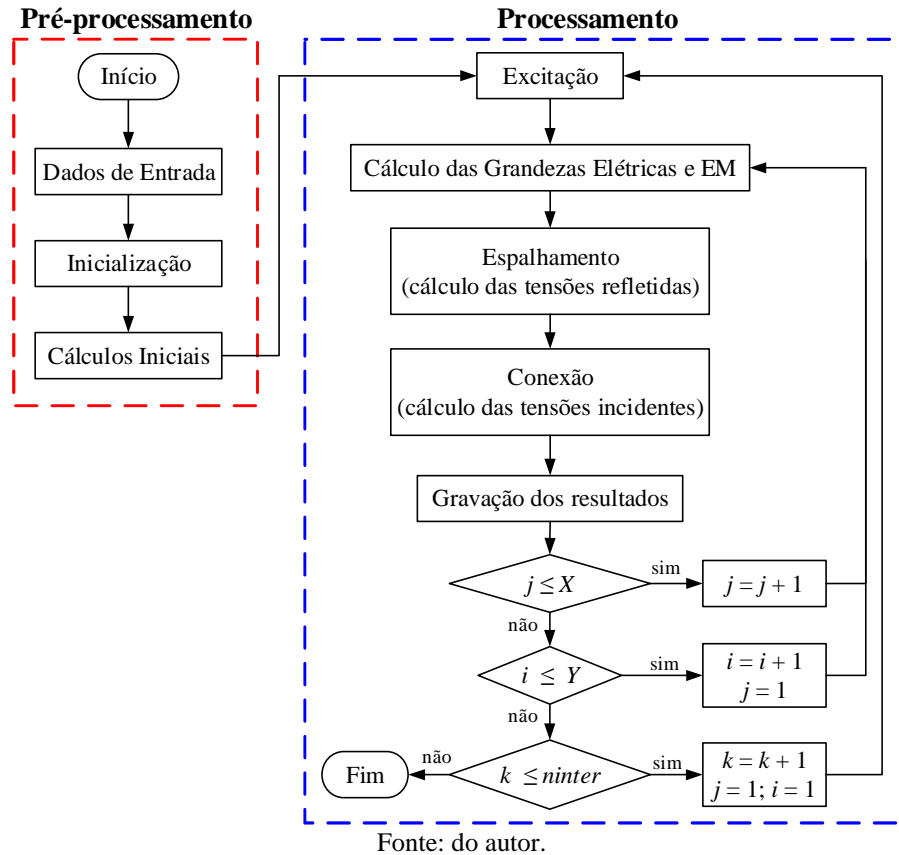 Pré-processamento
Início
Dados de Entrada
Inicialização
Cálculos Iniciais
Processamento
Excitação
Cálculo das Grandezas Elétricas e EM
Espalhamento
(cálculo das tensões refletidas)
Conexão
(cálculo das tensões incidentes)
Gravação dos resultados
j ≤ X
sim
j = j + 1
não
i ≤ Y
sim
i = i + 1
j = 1
não
k ≤ ninter
sim
k = k + 1
j = 1; i = 1
não
Fim
Fonte: do autor.